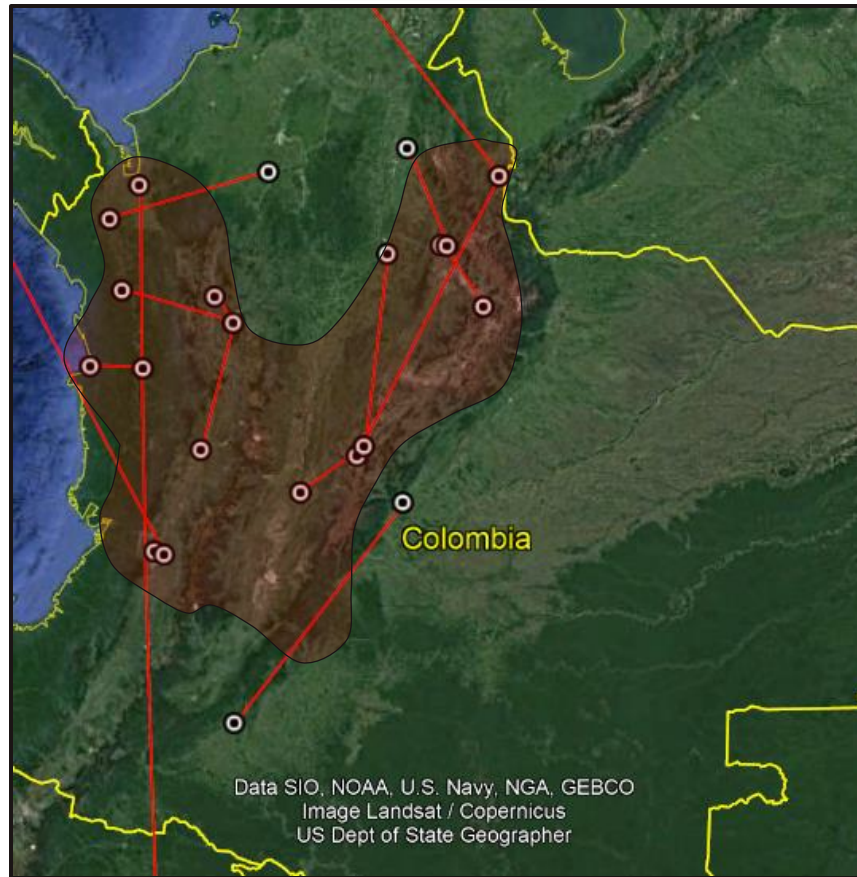 Colombia
Data SIO, NOAA, U.S. Navy, NGA, GEBCO
Image Landsat / Copernicus
US Dept of State Geographer